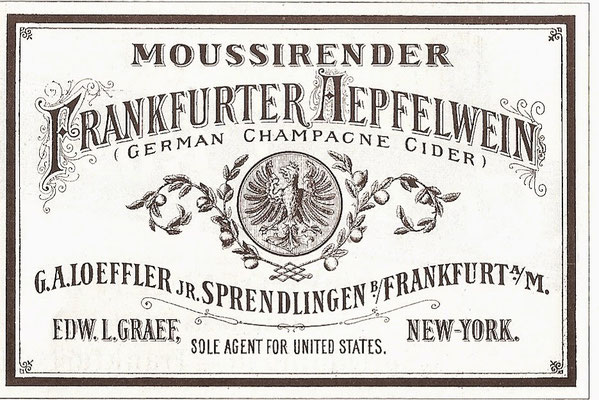 MOUSSIRENDER
FRANKFURTER AEPFELWEIN
(GERMAN CHAMPAGNE CIDER)
G.A. LOEFFLER JR. SPRENDLINGEN B./FRANKFURT A/M.
EDW. L. GRAEF, NEW-YORK.
SOLE AGENT FOR UNITED STATES.